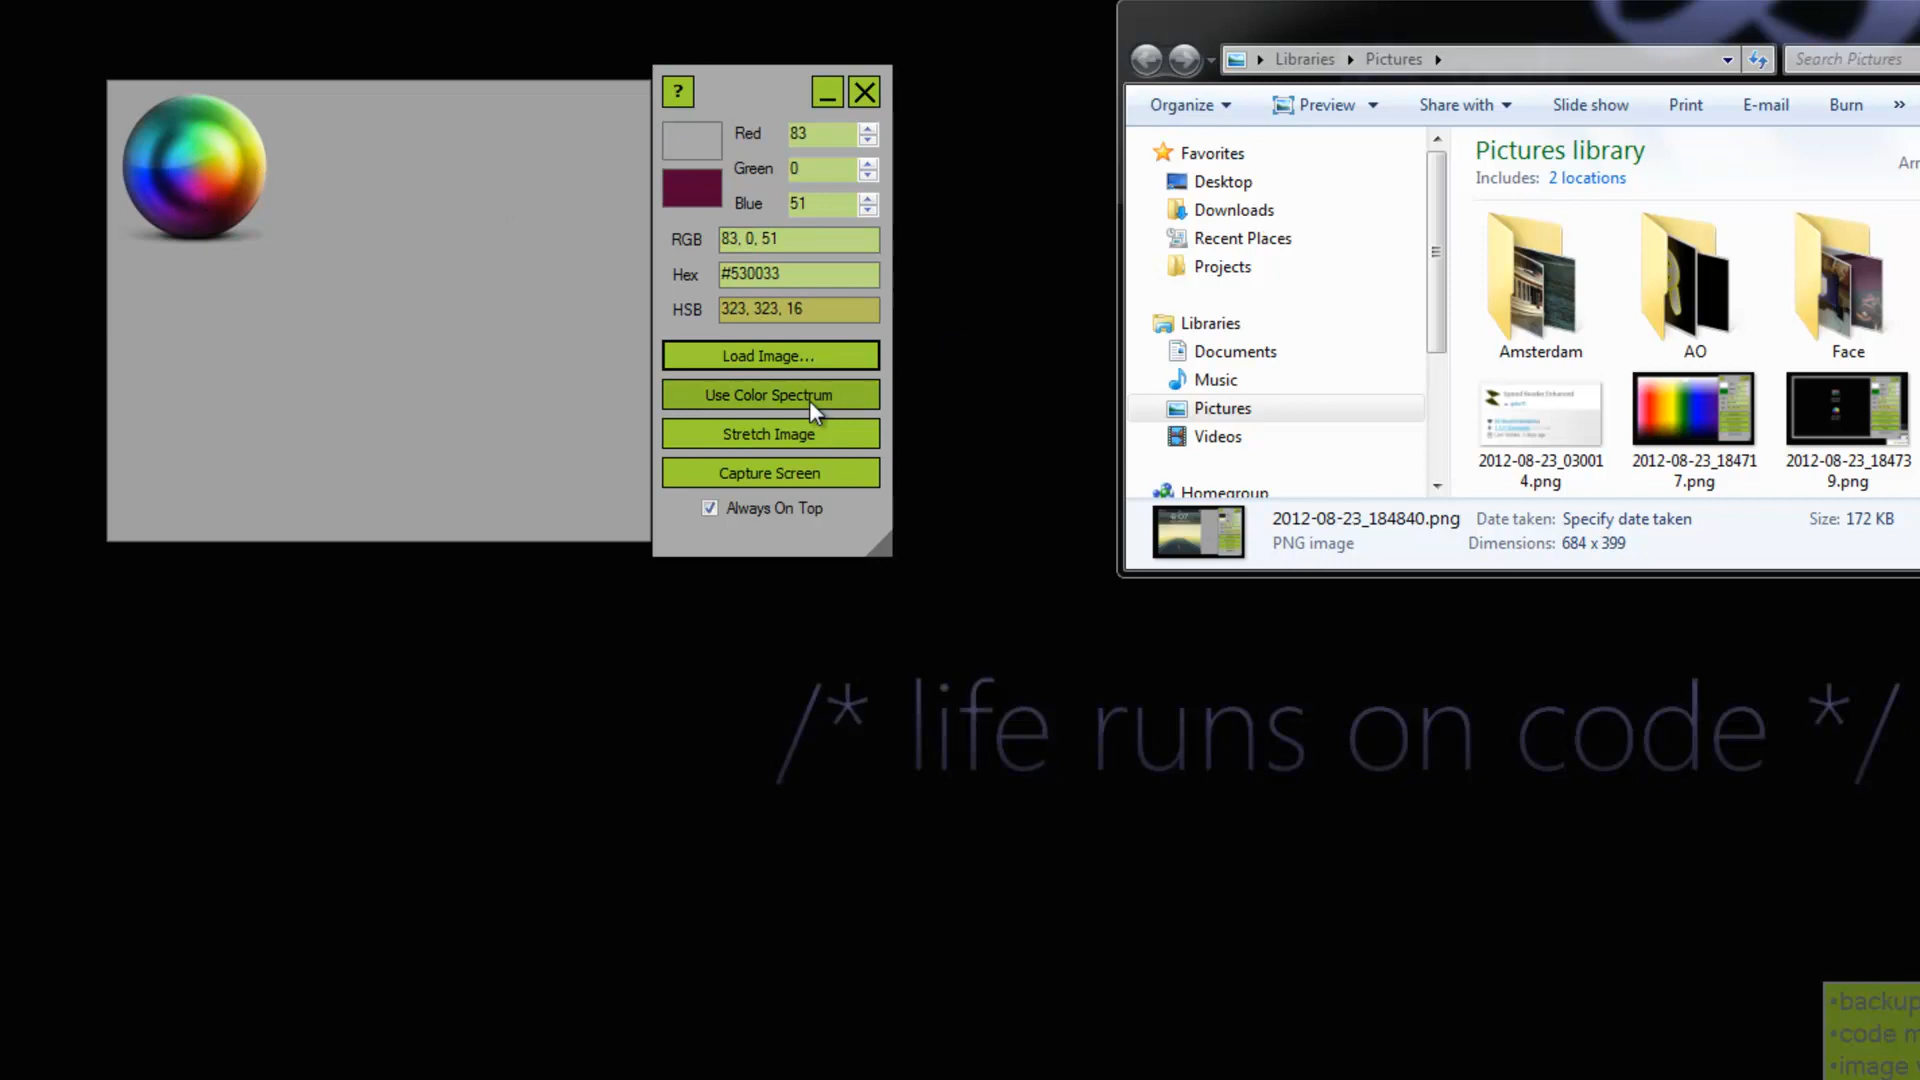 ?
Red 83
Green 0
Blue 51
RGB 83, 0, 51
Hex #530033
HSB 323, 323, 16
Load Image...
Use Color Spectrum
Stretch Image
Capture Screen
Always On Top
Libraries Pictures
Search Pictures
Organize Preview Share with Slide show Print E-mail Burn »
Favorites
Desktop
Downloads
Recent Places
Projects
Libraries
Documents
Music
Pictures
Videos
Homegroup
Pictures library
Includes: 2 locations
Amsterdam AO Face
2012-08-23_03001
4.png
2012-08-23_18471
7.png
2012-08-23_18473
9.png
2012-08-23_184840.png Date taken: Specify date taken Size: 172 KB
PNG image Dimensions: 684 x 399
/* life runs on code */
•backup
•code m
•image